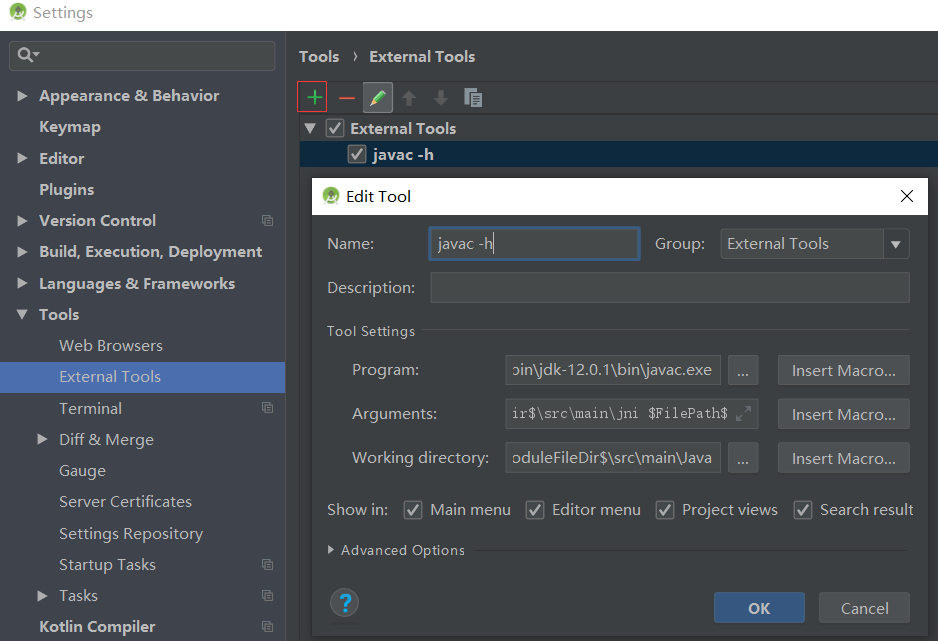 Settings
Tools › External Tools
Appearance & Behavior
Keymap
Editor
Plugins
Version Control
Build, Execution, Deployment
Languages & Frameworks
Tools
Web Browsers
External Tools
Terminal
Diff & Merge
Gauge
Server Certificates
Settings Repository
Startup Tasks
Tasks
Kotlin Compiler
External Tools
javac -h
Edit Tool
Name: javac -h Group: External Tools
Description:
Tool Settings
Program: bin\jdk-12.0.1\bin\javac.exe ... Insert Macro...
Arguments: ir$\src\main\jni $FilePath$ Insert Macro...
Working directory: oduleFileDir$\src\main\Java ... Insert Macro...
Show in: Main menu Editor menu Project views Search result
Advanced Options
? OK Cancel